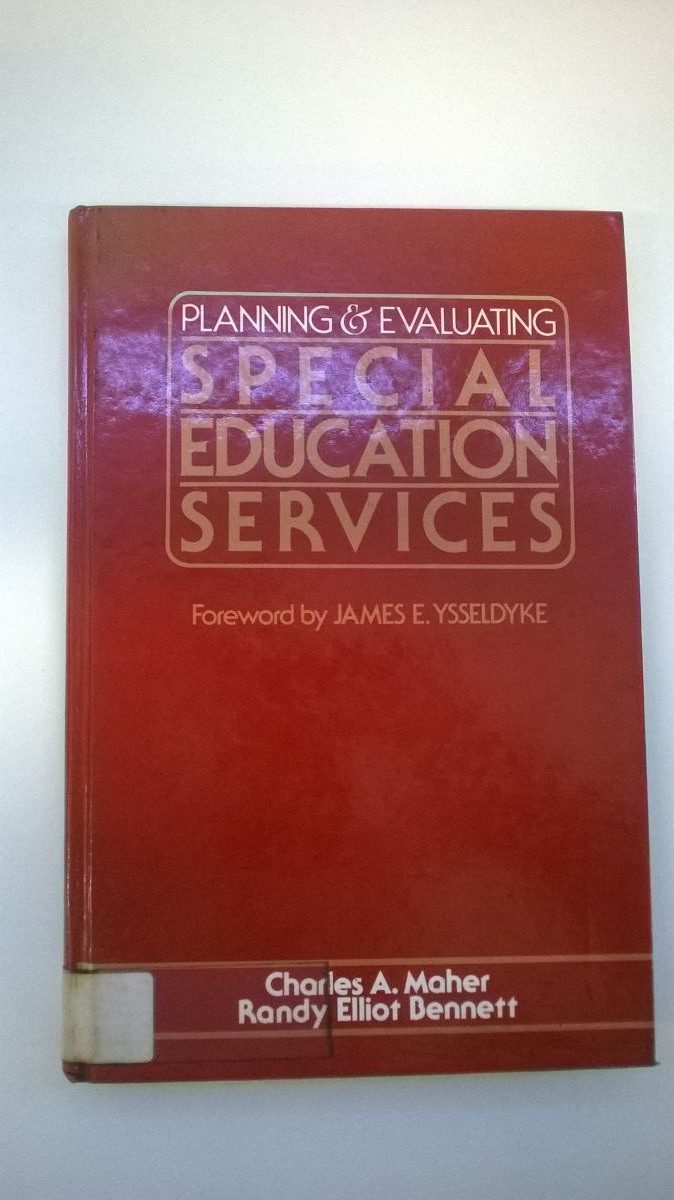 PLANNING & EVALUATING
SPECIAL
EDUCATION
SERVICES
Foreword by JAMES E. YSSELDYKE
Charles A. Maher
Randy Elliot Bennett